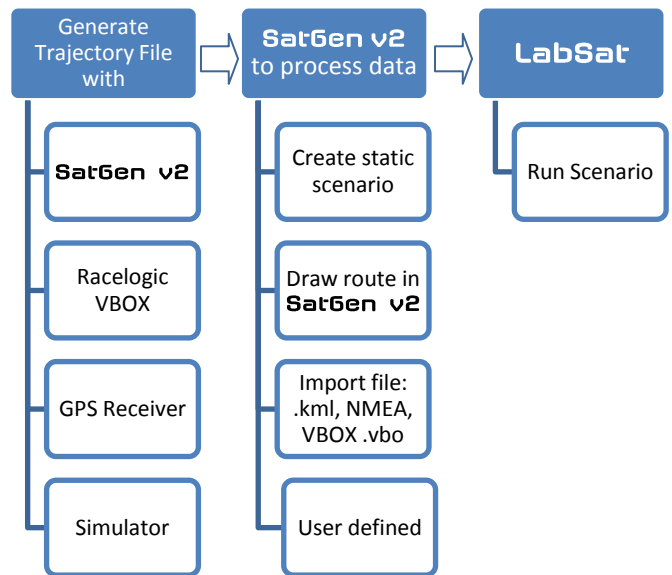 Generate
Trajectory File
with
SatGen v2
to process data
LabSat
SatGen v2
Racelogic
VBOX
GPS Receiver
Simulator
Create static
scenario
Draw route in
SatGen v2
Import file:
.kml, NMEA,
VBOX .vbo
User defined
Run Scenario